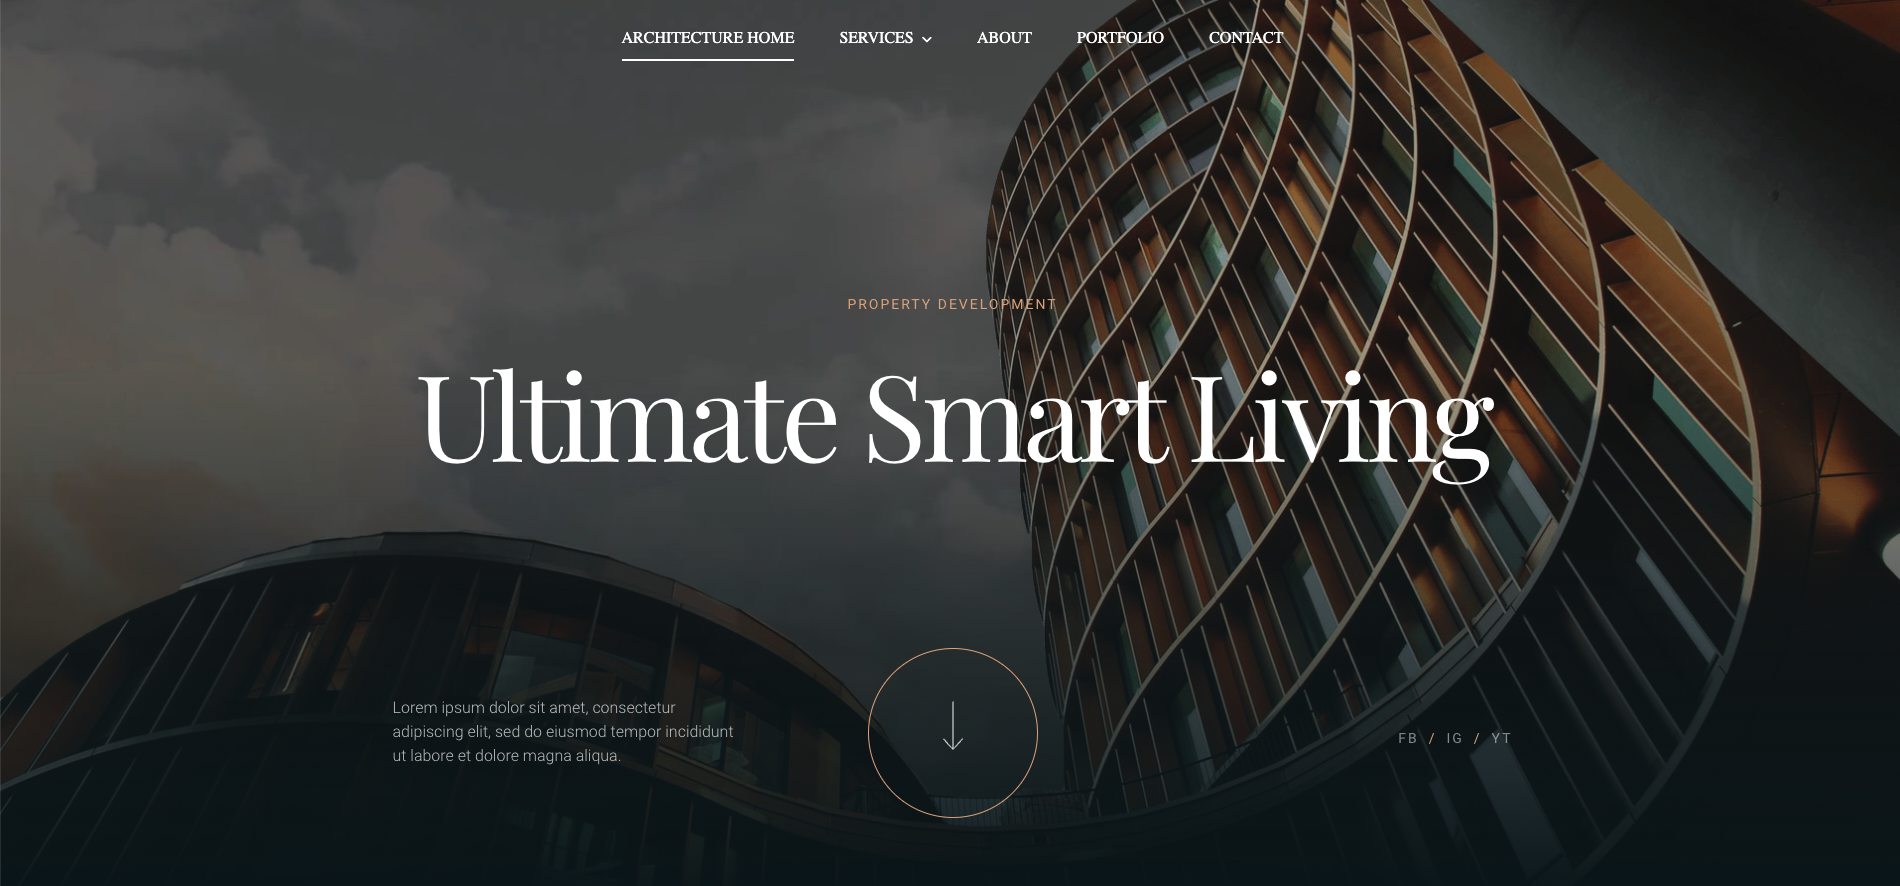 ARCHITECTURE HOME SERVICES ABOUT PORTFOLIO CONTACT
PROPERTY DEVELOPMENT
Ultimate Smart Living
Lorem ipsum dolor sit amet, consectetur
adipiscing elit, sed do eiusmod tempor incididunt
ut labore et dolore magna aliqua.
FB / IG / YT